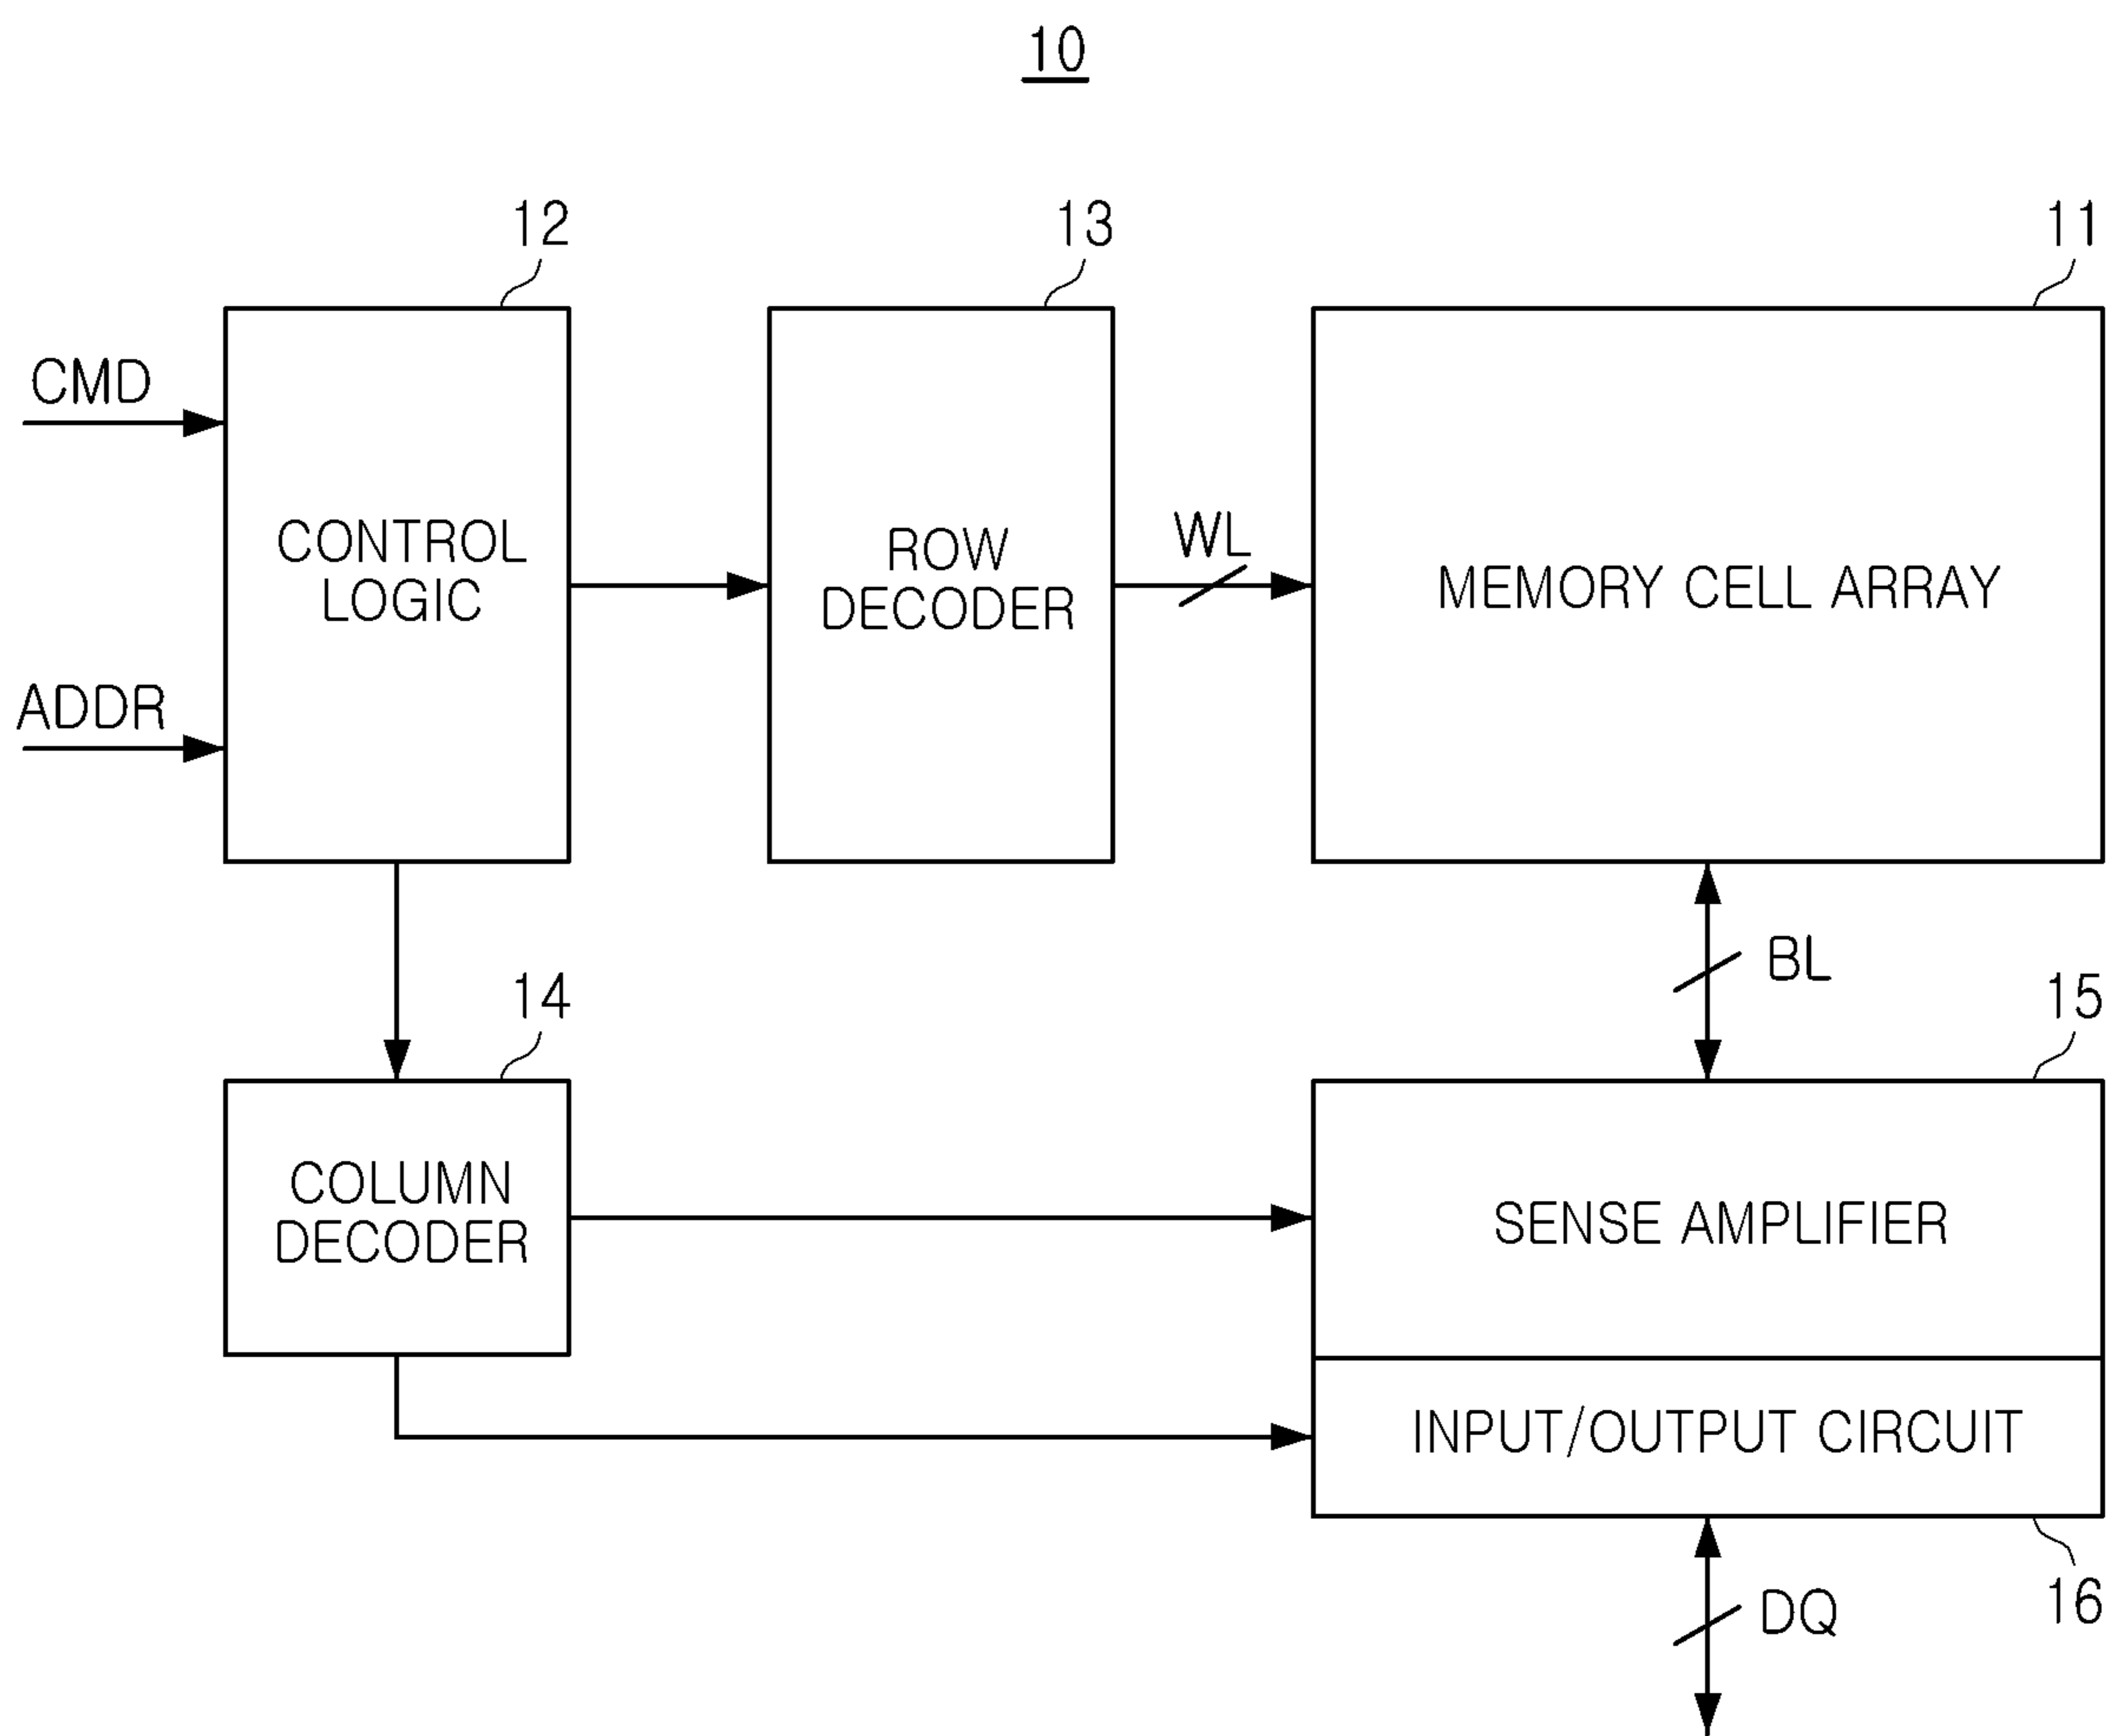 10
12
13
11
CMD
CONTROL
LOGIC
ROW
DECODER
WL
MEMORY CELL ARRAY
ADDR
BL
14
15
COLUMN
DECODER
SENSE AMPLIFIER
INPUT/OUTPUT CIRCUIT
16
DQ